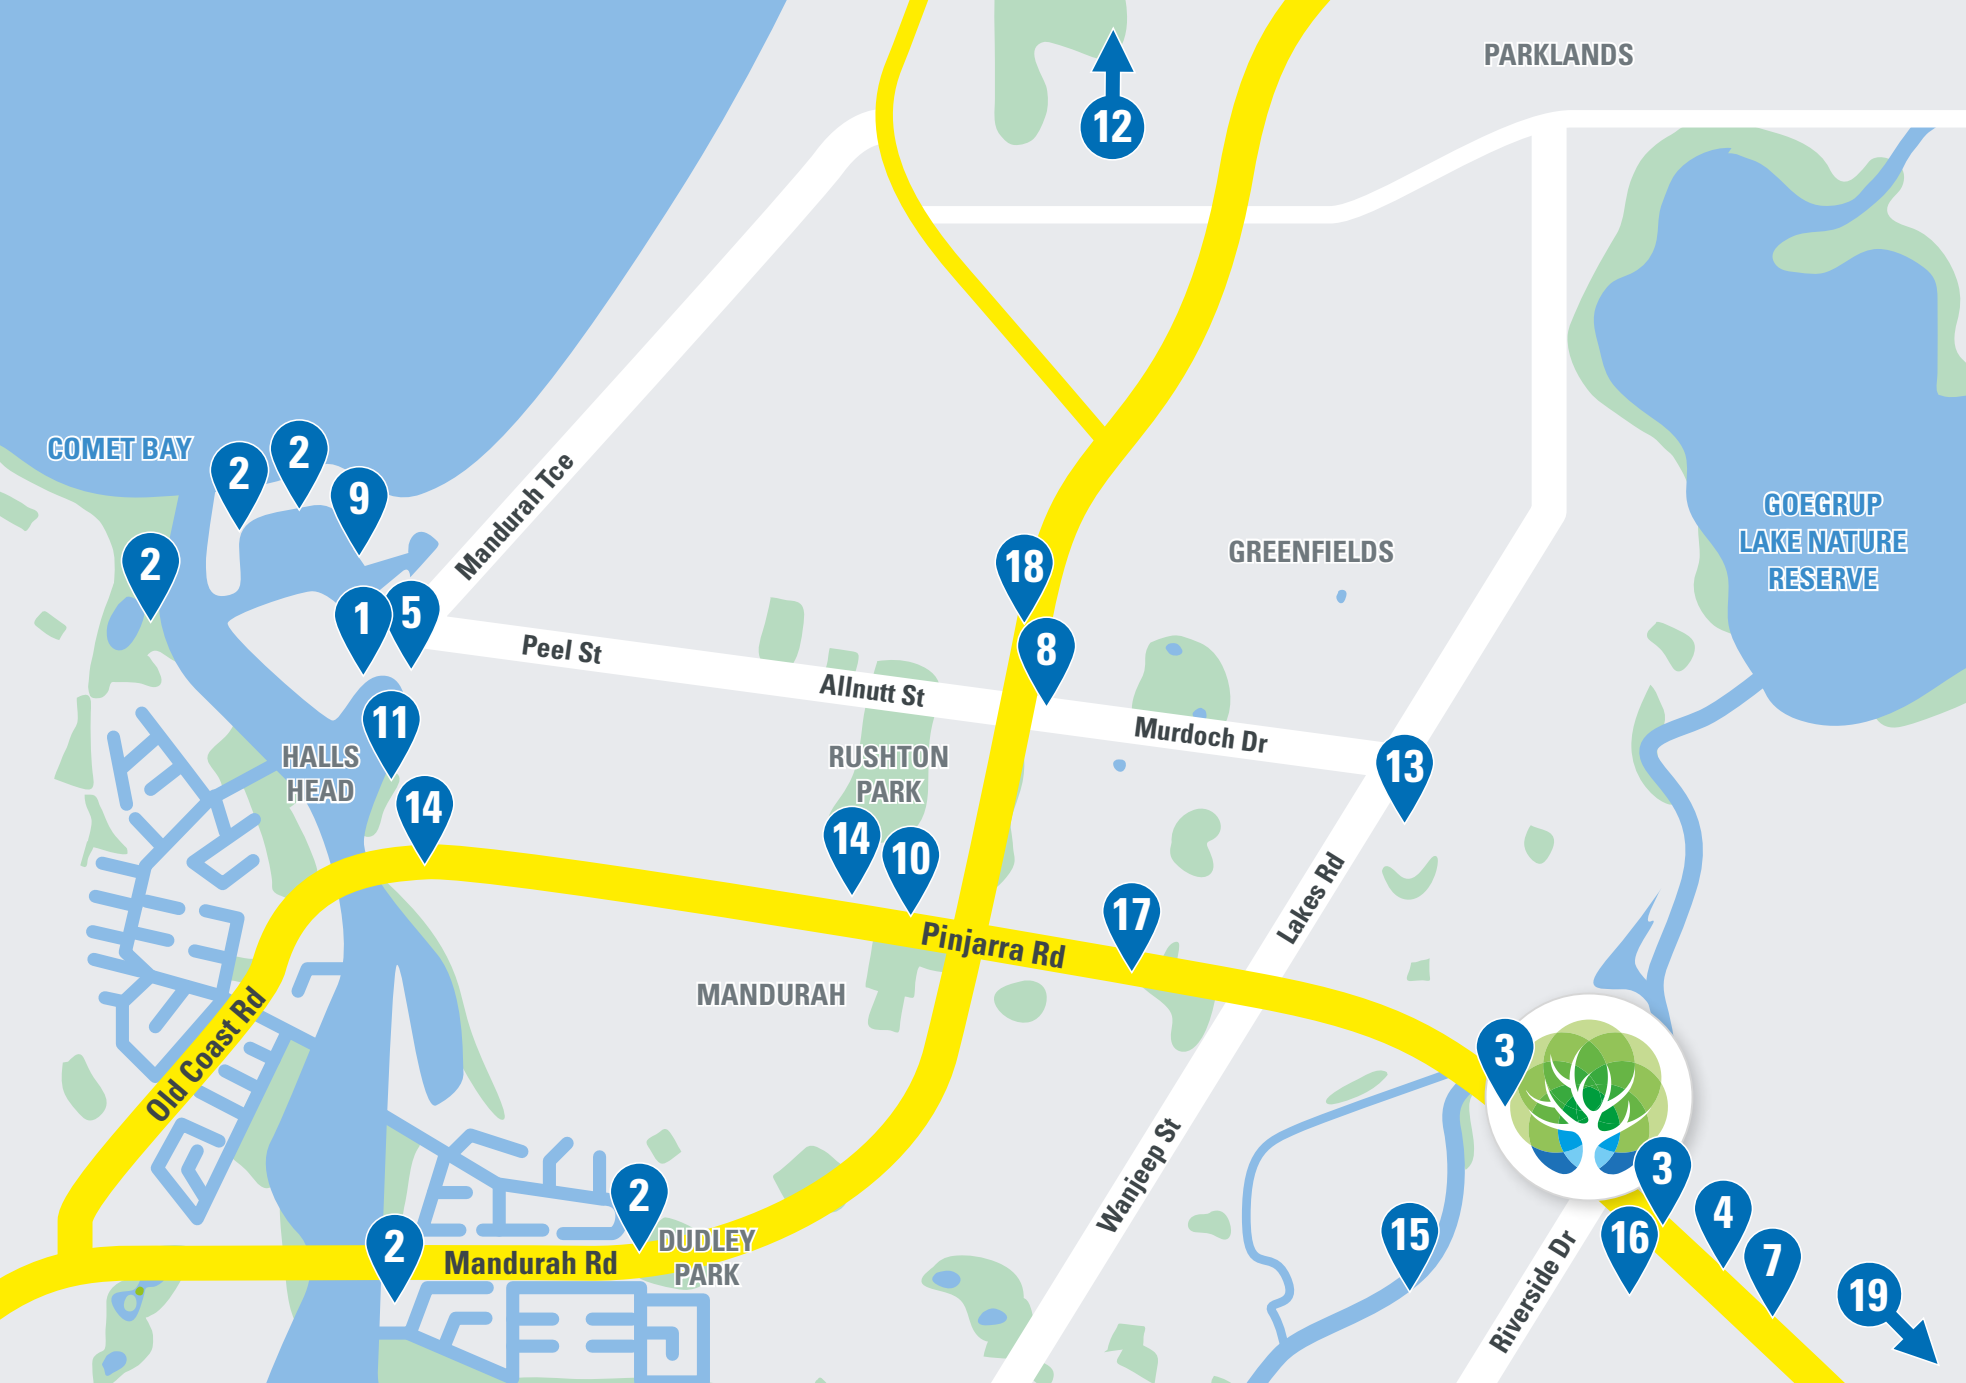 PARKLANDS
12
COMET BAY
2
2
9
Mandurah Tce
2
GOEGRUP
LAKE NATURE
RESERVE
GREENFIELDS
18
1
5
Peel St
8
Allnutt St
11
Murdoch Dr
HALLS
HEAD
RUSHTON
PARK
13
14
14
10
Lakes Rd
17
Pinjarra Rd
MANDURAH
Old Coast Rd
3
Wanjeep St
3
2
4
15
16
2
DUDLEY
PARK
Mandurah Rd
7
Riverside Dr
19